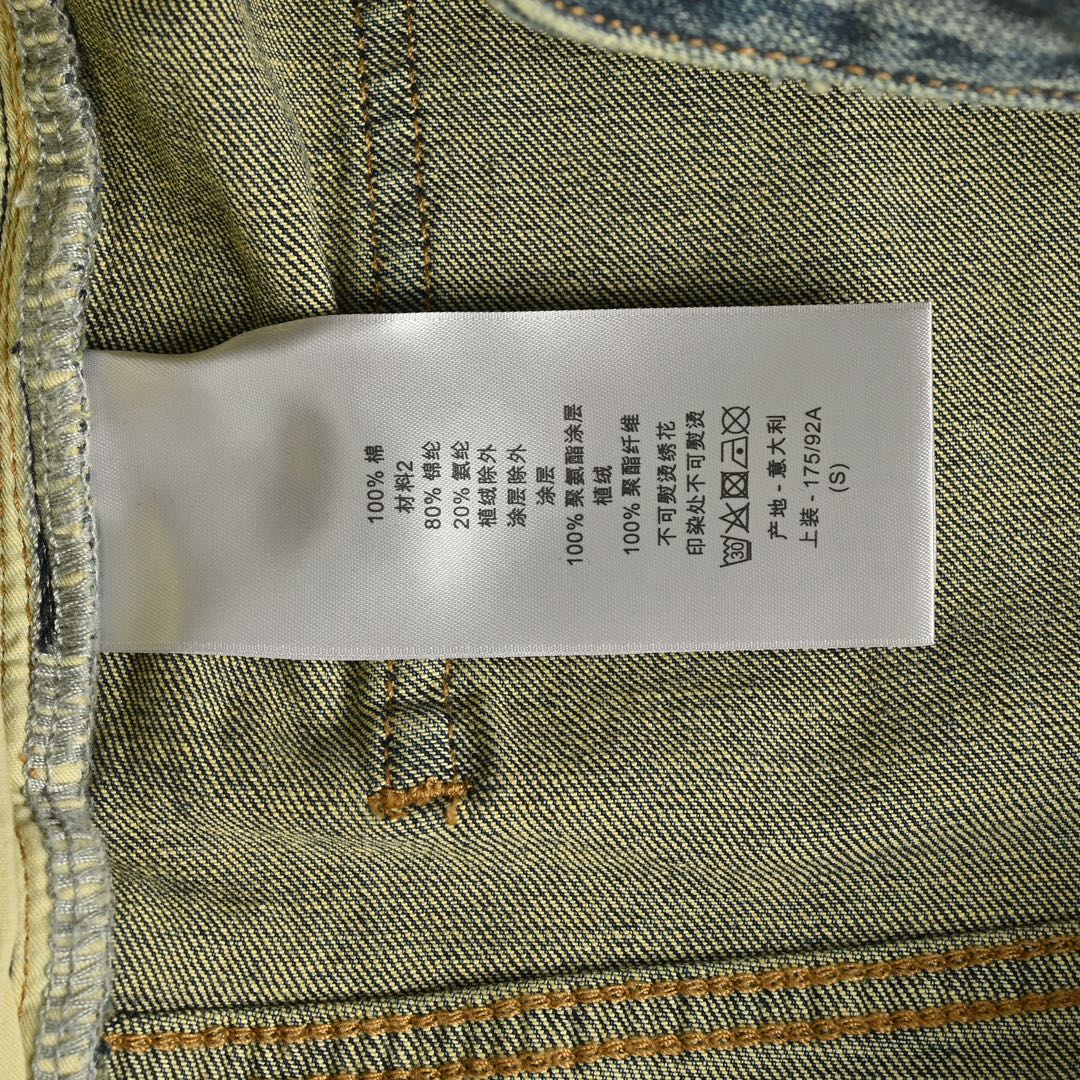 100% 棉
材料2
80% 锦纶
20% 氨纶
植绒除外
涂层除外
涂层
100% 聚氨酯涂层
植绒
100% 聚酯纤维
不可熨烫绣花
印染处不可熨烫
30
产地 - 意大利
上装 - 175/92A
(S)